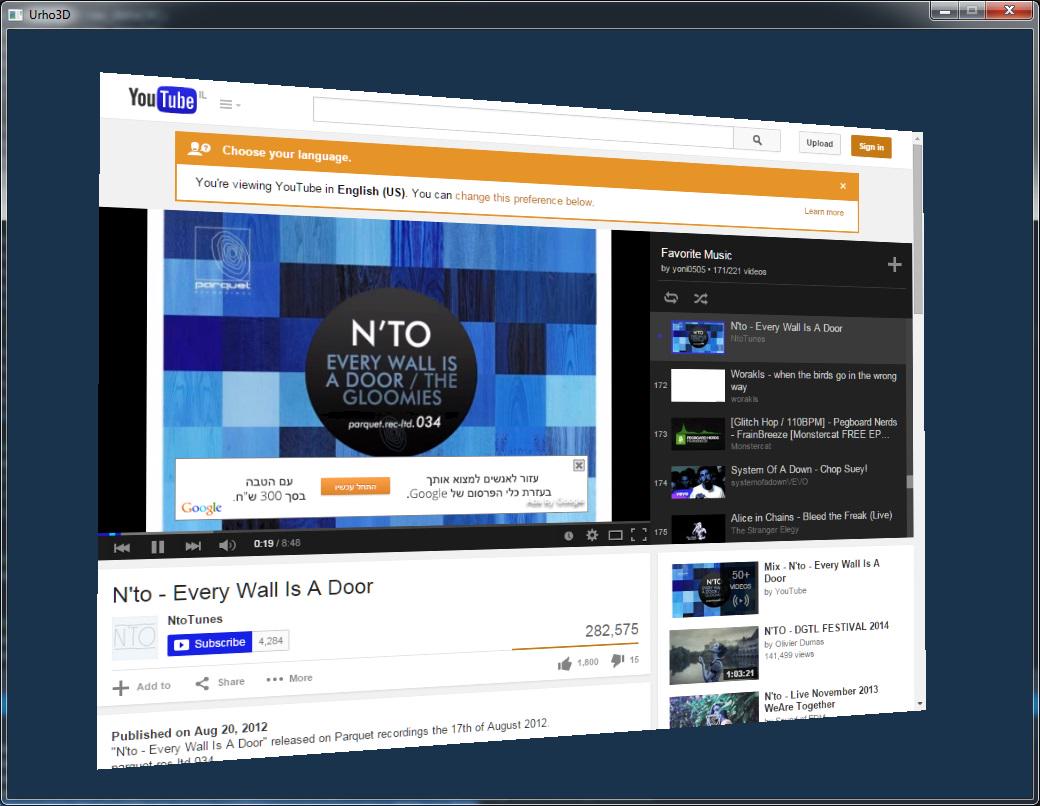 Urho3D
YouTube IL
Upload
Sign in
Choose your language.
You're viewing YouTube in English (US). You can change this preference below.
Learn more
parquet
N'TO
EVERY WALL IS
A DOOR / THE
GLOOMIES
parquet.rec-ltd.034
עזור לאנשים למצוא אותך
בעזרת כלי הפרסום של Google.
התחל עכשיו
עם הטבה
בסך 300 ש"ח.
Google
Ads by Google
0:19 / 8:48
Favorite Music
by yoni0505 • 171/221 videos
N'to - Every Wall Is A Door
NtoTunes
172
Worakls - when the birds go in the wrong
way
worakls
173
[Glitch Hop / 110BPM] - Pegboard Nerds
- FrainBreeze [Monstercat FREE EP...
Monstercat
PEGBOARD NERDS
174
System Of A Down - Chop Suey!
systemofadownVEVO
vevo
175
Alice in Chains - Bleed the Freak (Live)
The Stranger Elegy
N'to - Every Wall Is A Door
NTO
NtoTunes
Subscribe
4,284
282,575
1,800
15
Add to
Share
More
Published on Aug 20, 2012
"N'to - Every Wall Is A Door" released on Parquet recordings the 17th of August 2012.
parquet.rec-ltd.034
N'TO
50+
VIDEOS
Mix - N'to - Every Wall Is A
Door
by YouTube
1:03:21
N'TO - DGTL FESTIVAL 2014
by Olivier Dumas
141,499 views
N'to - Live November 2013
WeAre Together